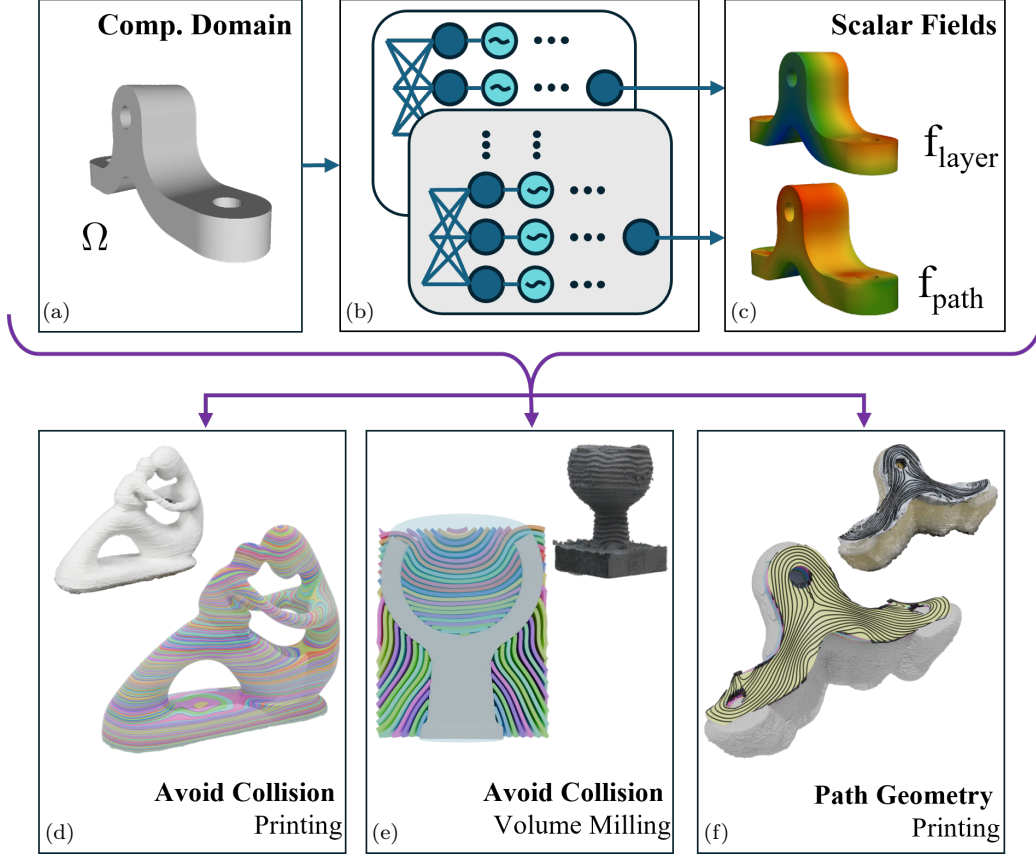 Comp. Domain
Ω
(a)
(b)
Scalar Fields
f_layer
f_path
(c)
Avoid Collision
Printing
(d)
Avoid Collision
Volume Milling
(e)
Path Geometry
Printing
(f)